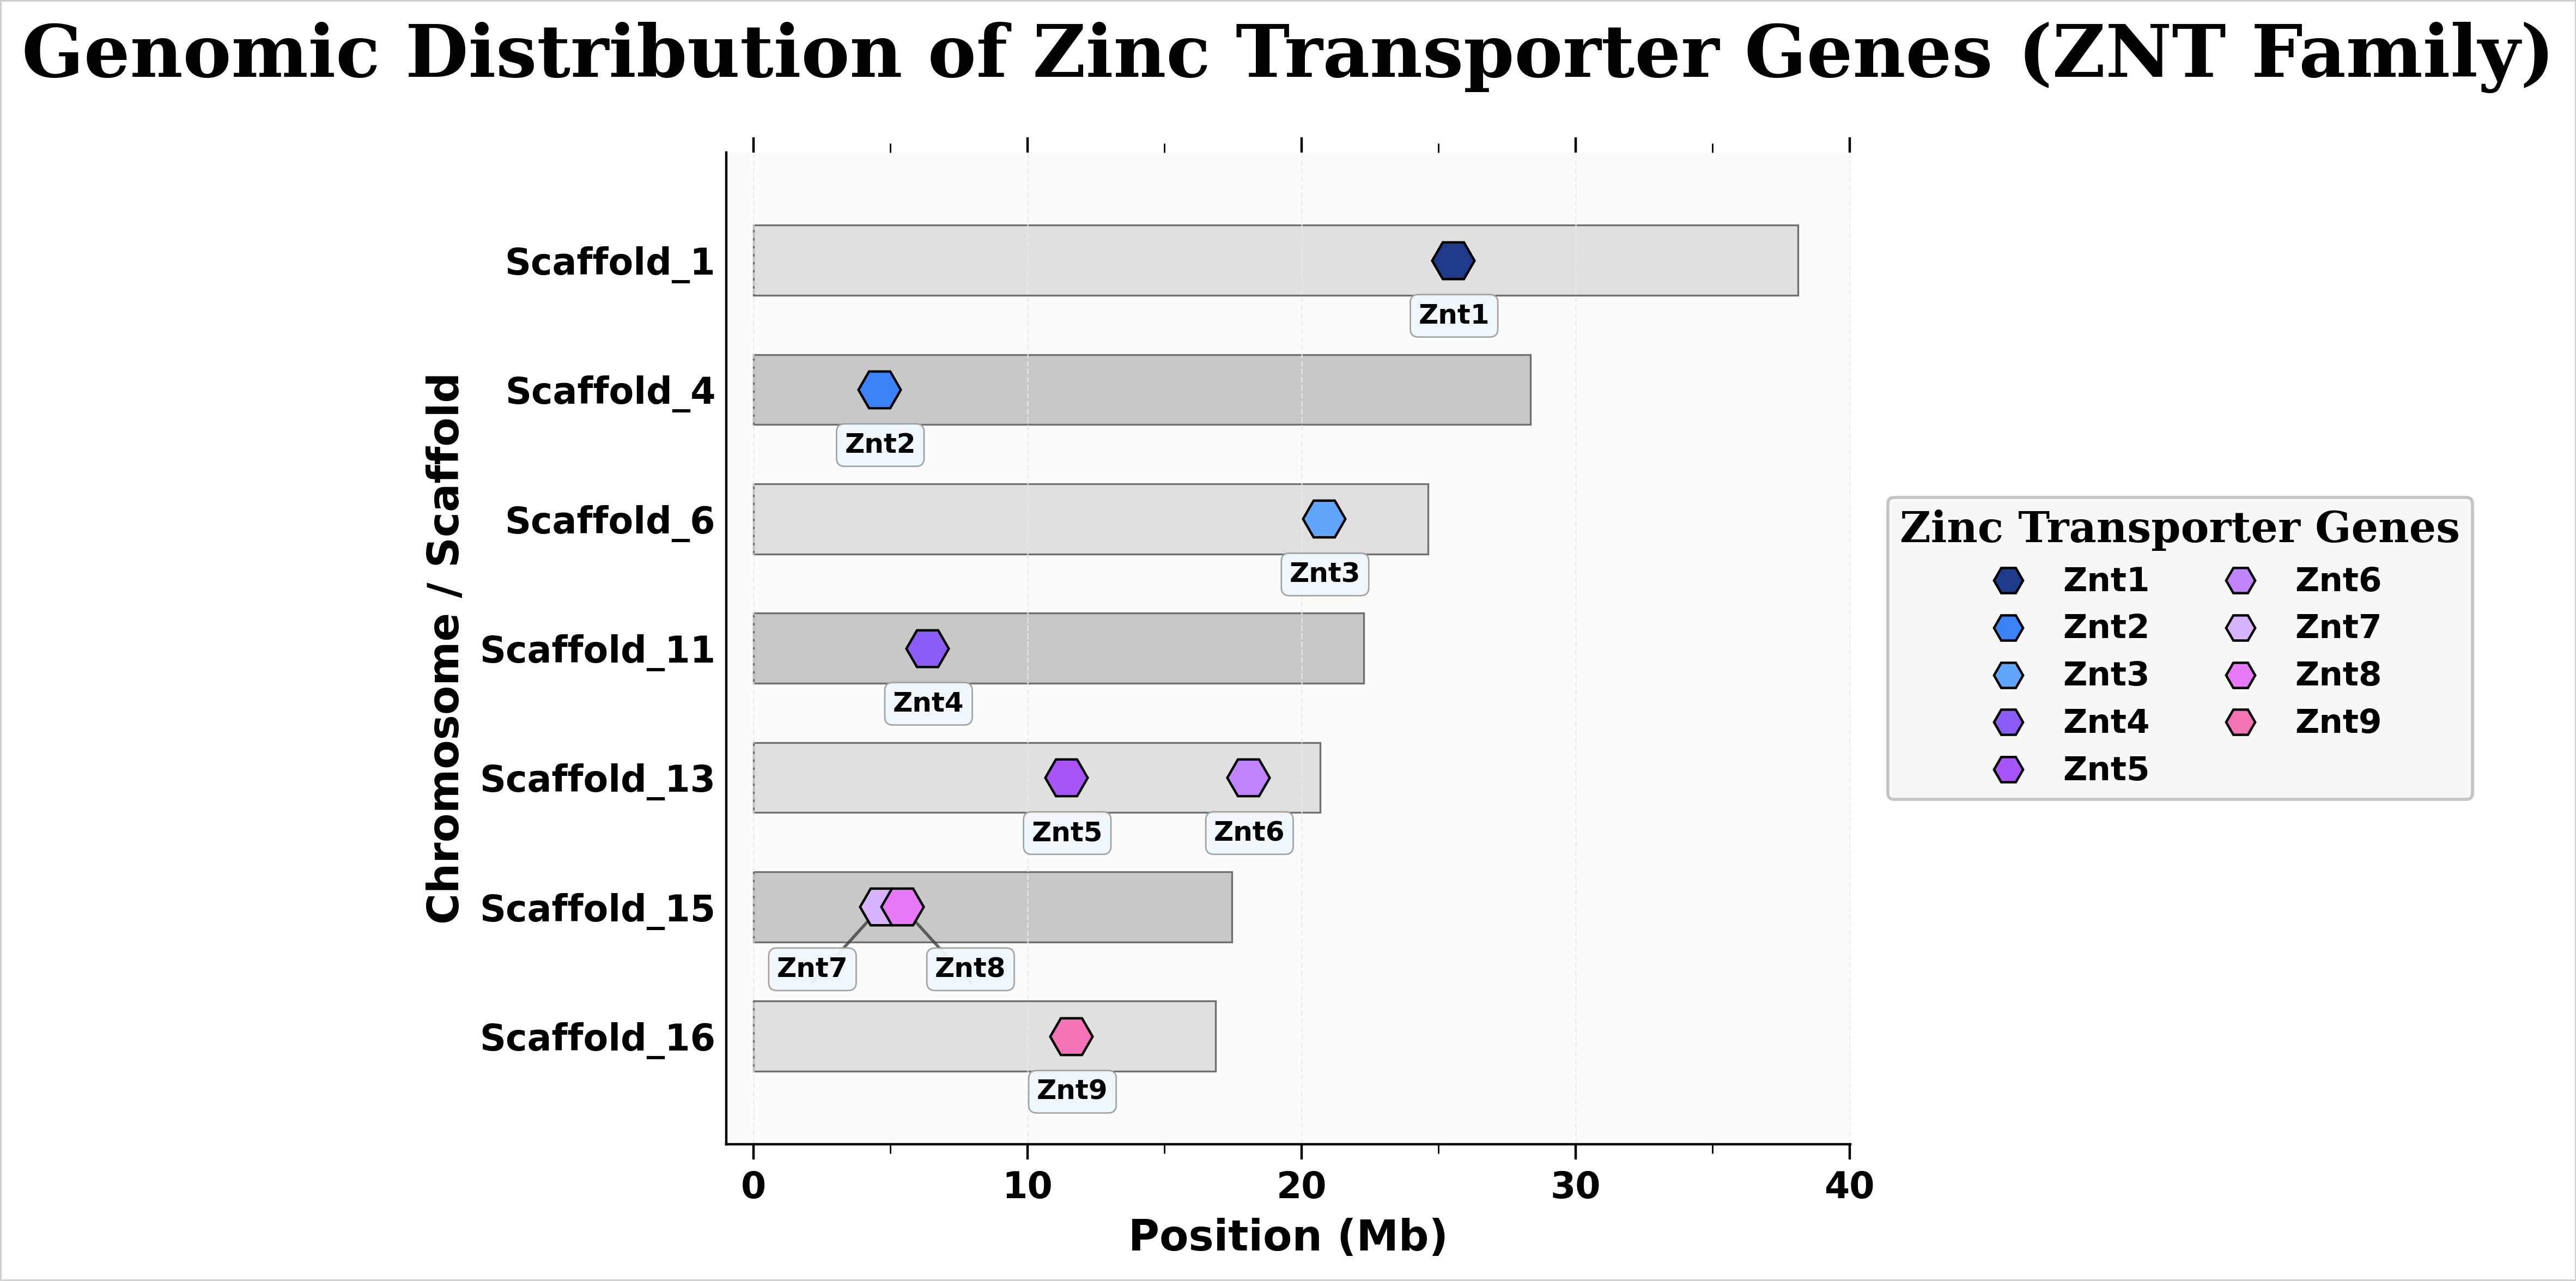 Genomic Distribution of Zinc Transporter Genes (ZNT Family)
Chromosome / Scaffold
Scaffold_1
Znt1
Scaffold_4
Znt2
Scaffold_6
Znt3
Scaffold_11
Znt4
Scaffold_13
Znt5 Znt6
Scaffold_15
Znt7 Znt8
Scaffold_16
Znt9
0 10 20 30 40
Position (Mb)
Zinc Transporter Genes
Znt1 Znt6
Znt2 Znt7
Znt3 Znt8
Znt4 Znt9
Znt5